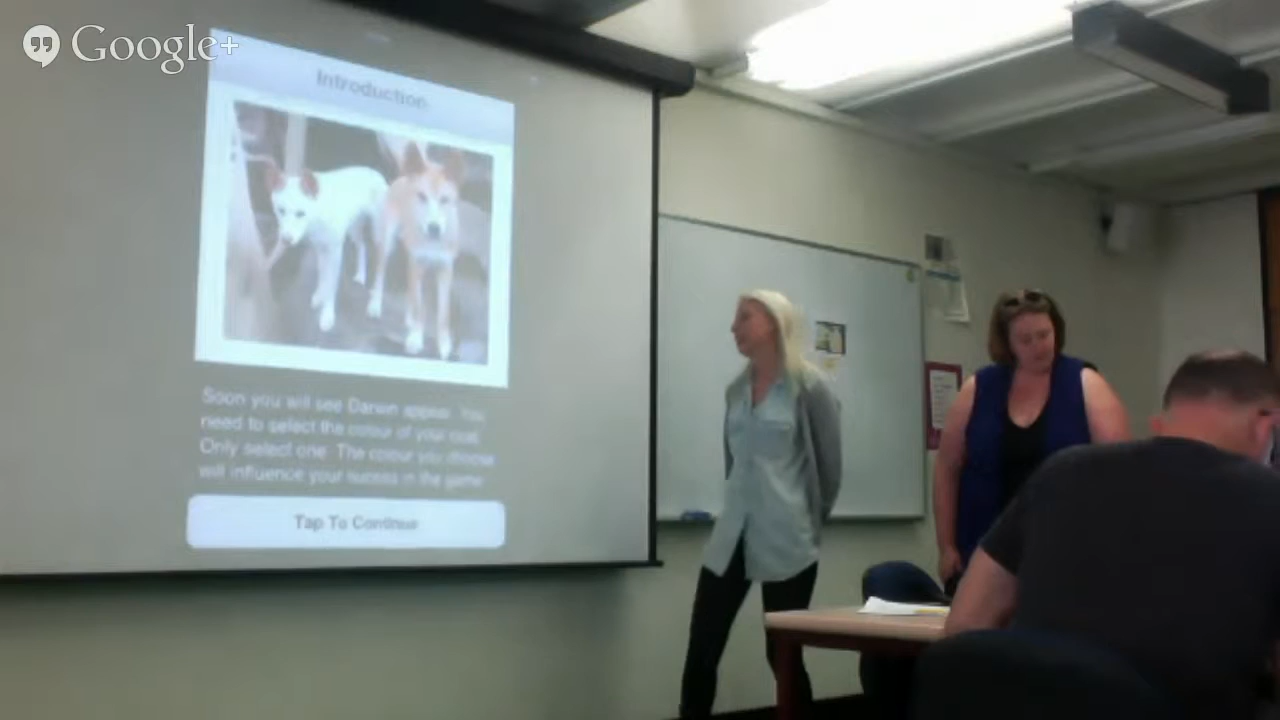 Google+
Introduction
Soon you will see Darwin appear. You
need to select the colour of your coat.
Only select one. The colour you choose
will influence your success in the game.
Tap To Continue